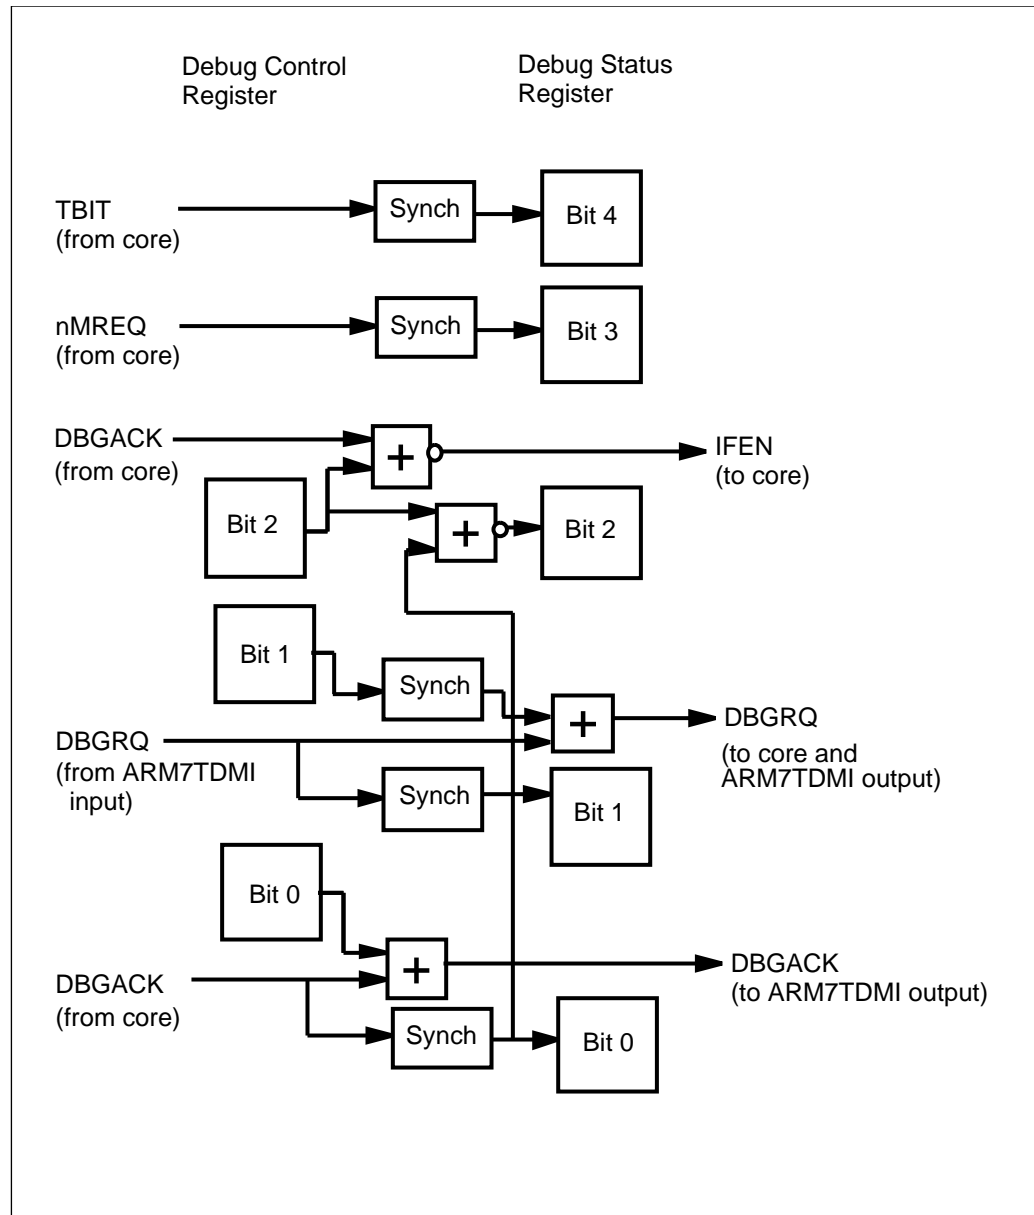 Debug Control
Register
Debug Status
Register
TBIT
(from core)
Synch
Bit 4
nMREQ
(from core)
Synch
Bit 3
DBGACK
(from core)
+
IFEN
(to core)
Bit 2
+
Bit 2
Bit 1
Synch
+
DBGRQ
(to core and
ARM7TDMI output)
DBGRQ
(from ARM7TDMI
input)
Synch
Bit 1
Bit 0
+
DBGACK
(to ARM7TDMI output)
DBGACK
(from core)
Synch
Bit 0